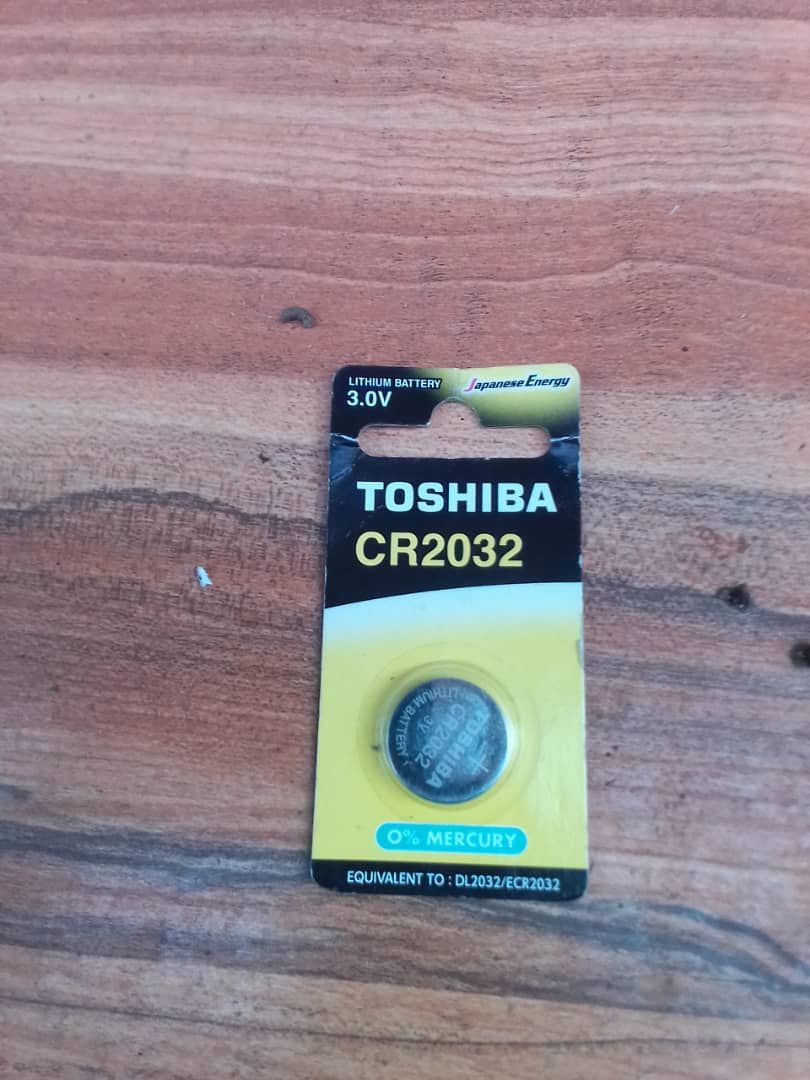 LITHIUM BATTERY
3.0V
Japanese Energy
TOSHIBA
CR2032
LITHIUM BATTERY
3V
CR2032
TOSHIBA
+
0% MERCURY
EQUIVALENT TO : DL2032/ECR2032